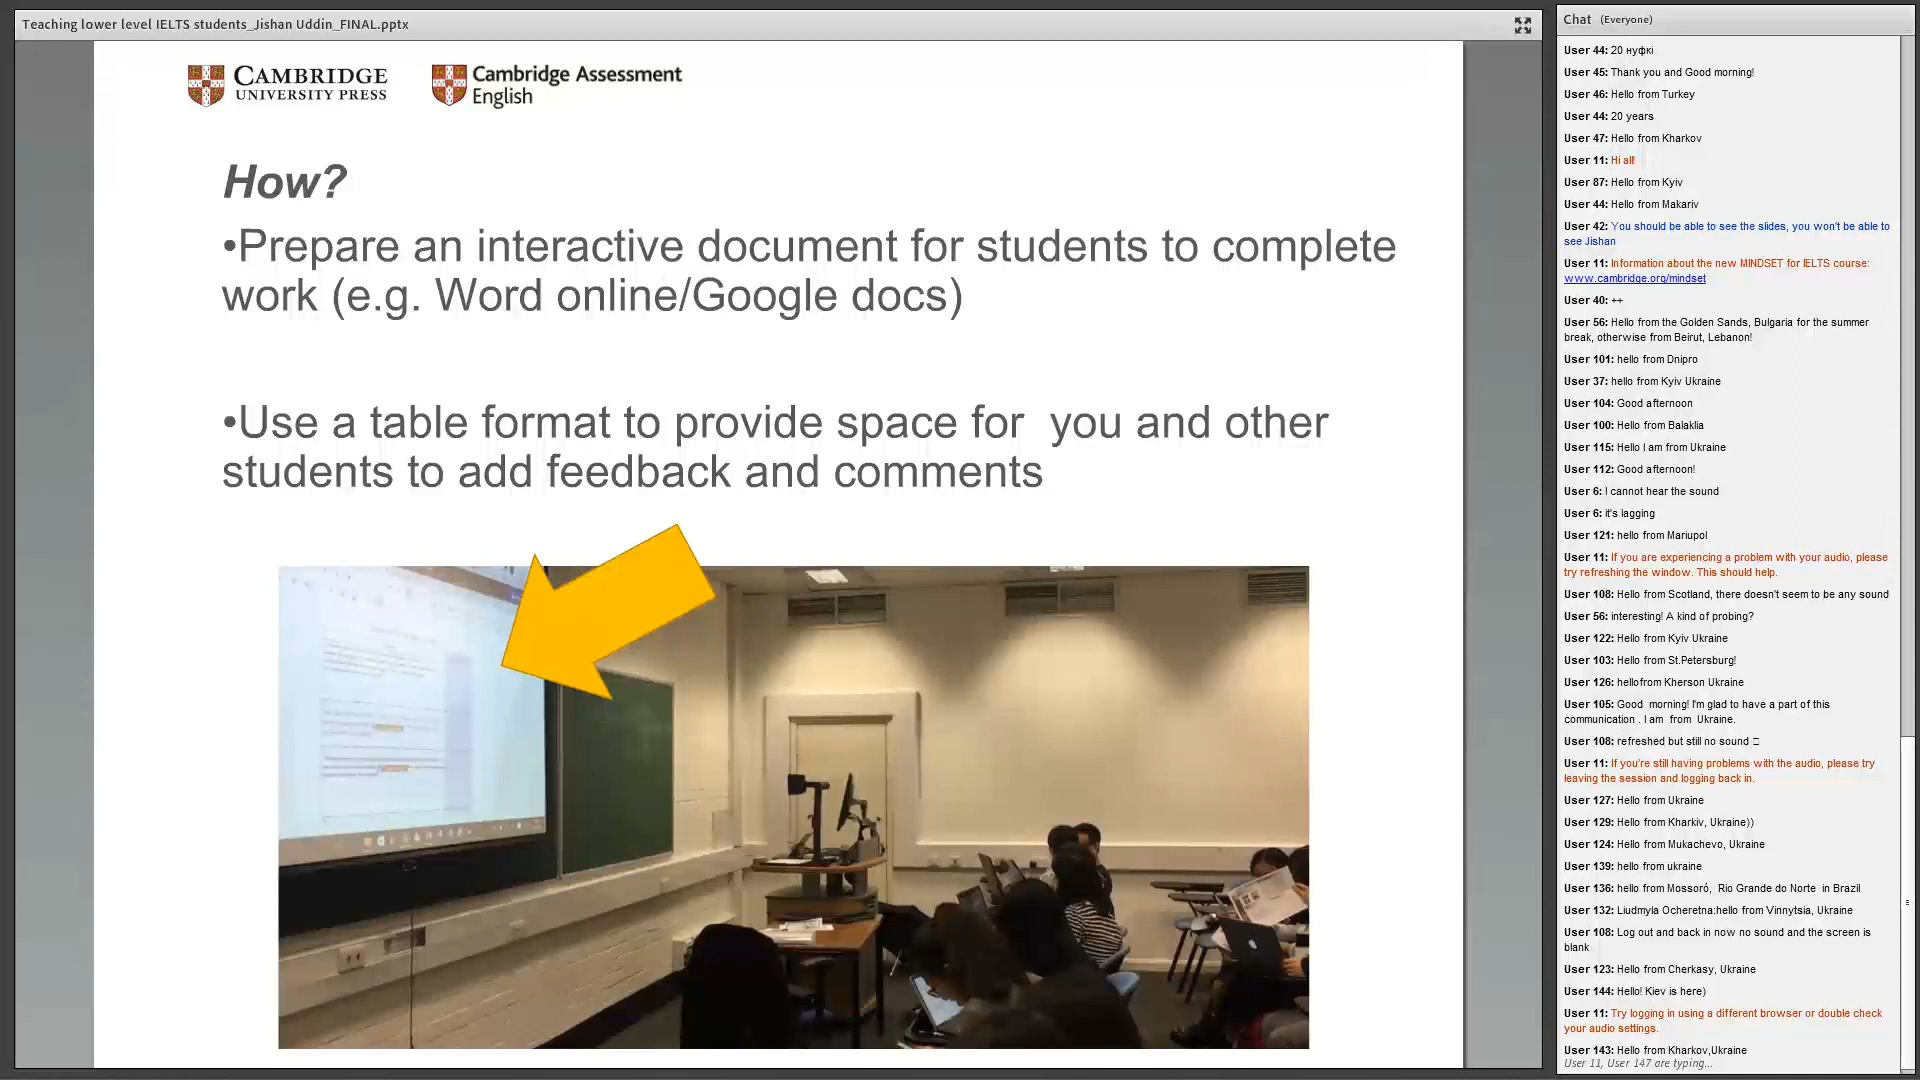 Teaching lower level IELTS students_Jishan Uddin_FINAL.pptx
CAMBRIDGE
UNIVERSITY PRESS
Cambridge Assessment
English
How?
•Prepare an interactive document for students to complete
work (e.g. Word online/Google docs)
•Use a table format to provide space for  you and other
students to add feedback and comments
Chat (Everyone)
User 44: 20 нуфкі
User 45: Thank you and Good morning!
User 46: Hello from Turkey
User 44: 20 years
User 47: Hello from Kharkov
User 11: Hi all!
User 87: Hello from Kyiv
User 44: Hello from Makariv
User 42: You should be able to see the slides, you won't be able to
see Jishan
User 11: Information about the new MINDSET for IELTS course:
www.cambridge.org/mindset
User 40: ++
User 56: Hello from the Golden Sands, Bulgaria for the summer
break, otherwise from Beirut, Lebanon!
User 101: hello from Dnipro
User 37: hello from Kyiv Ukraine
User 104: Good afternoon
User 100: Hello from Balaklia
User 115: Hello I am from Ukraine
User 112: Good afternoon!
User 6: I cannot hear the sound
User 6: it's lagging
User 121: hello from Mariupol
User 11: If you are experiencing a problem with your audio, please
try refreshing the window. This should help.
User 108: Hello from Scotland, there doesn't seem to be any sound
User 56: interesting! A kind of probing?
User 122: Hello from Kyiv Ukraine
User 103: Hello from St.Petersburg!
User 126: hellofrom Kherson Ukraine
User 105: Good  morning! I'm glad to have a part of this
communication . I am  from  Ukraine.
User 108: refreshed but still no sound □
User 11: If you're still having problems with the audio, please try
leaving the session and logging back in.
User 127: Hello from Ukraine
User 129: Hello from Kharkiv, Ukraine))
User 124: Hello from Mukachevo, Ukraine
User 139: hello from ukraine
User 136: hello from Mossoró,  Rio Grande do Norte  in Brazil
User 132: Liudmyla Ocheretna:hello from Vinnytsia, Ukraine
User 108: Log out and back in now no sound and the screen is
blank
User 123: Hello from Cherkasy, Ukraine
User 144: Hello! Kiev is here)
User 11: Try logging in using a different browser or double check
your audio settings.
User 143: Hello from Kharkov,Ukraine
User 11, User 147 are typing...